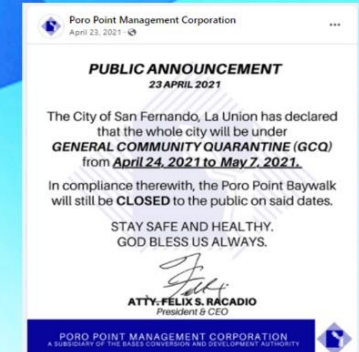 Poro Point Management Corporation
April 23, 2021 ·
PUBLIC ANNOUNCEMENT
23 APRIL 2021
The City of San Fernando, La Union has declared
that the whole city will be under
GENERAL COMMUNITY QUARANTINE (GCQ)
from April 24, 2021 to May 7, 2021.
In compliance therewith, the Poro Point Baywalk
will still be CLOSED to the public on said dates.
STAY SAFE AND HEALTHY.
GOD BLESS US ALWAYS.
ATTY. FELIX S. RACADIO
President & CEO
PORO POINT MANAGEMENT CORPORATION
A SUBSIDIARY OF THE BASES CONVERSION AND DEVELOPMENT AUTHORITY